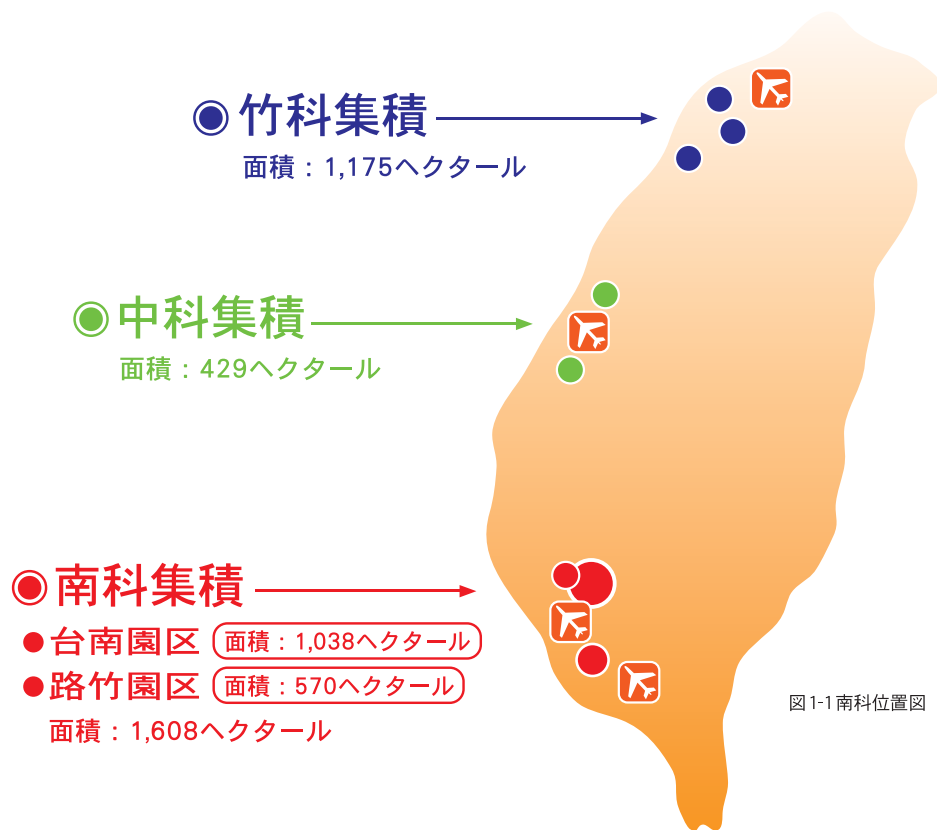 ◉竹科集積
面積：1,175ヘクタール
◉中科集積
面積：429ヘクタール
◉南科集積
●台南園区 面積：1,038ヘクタール
●路竹園区 面積：570ヘクタール
面積：1,608ヘクタール
図1-1南科位置図